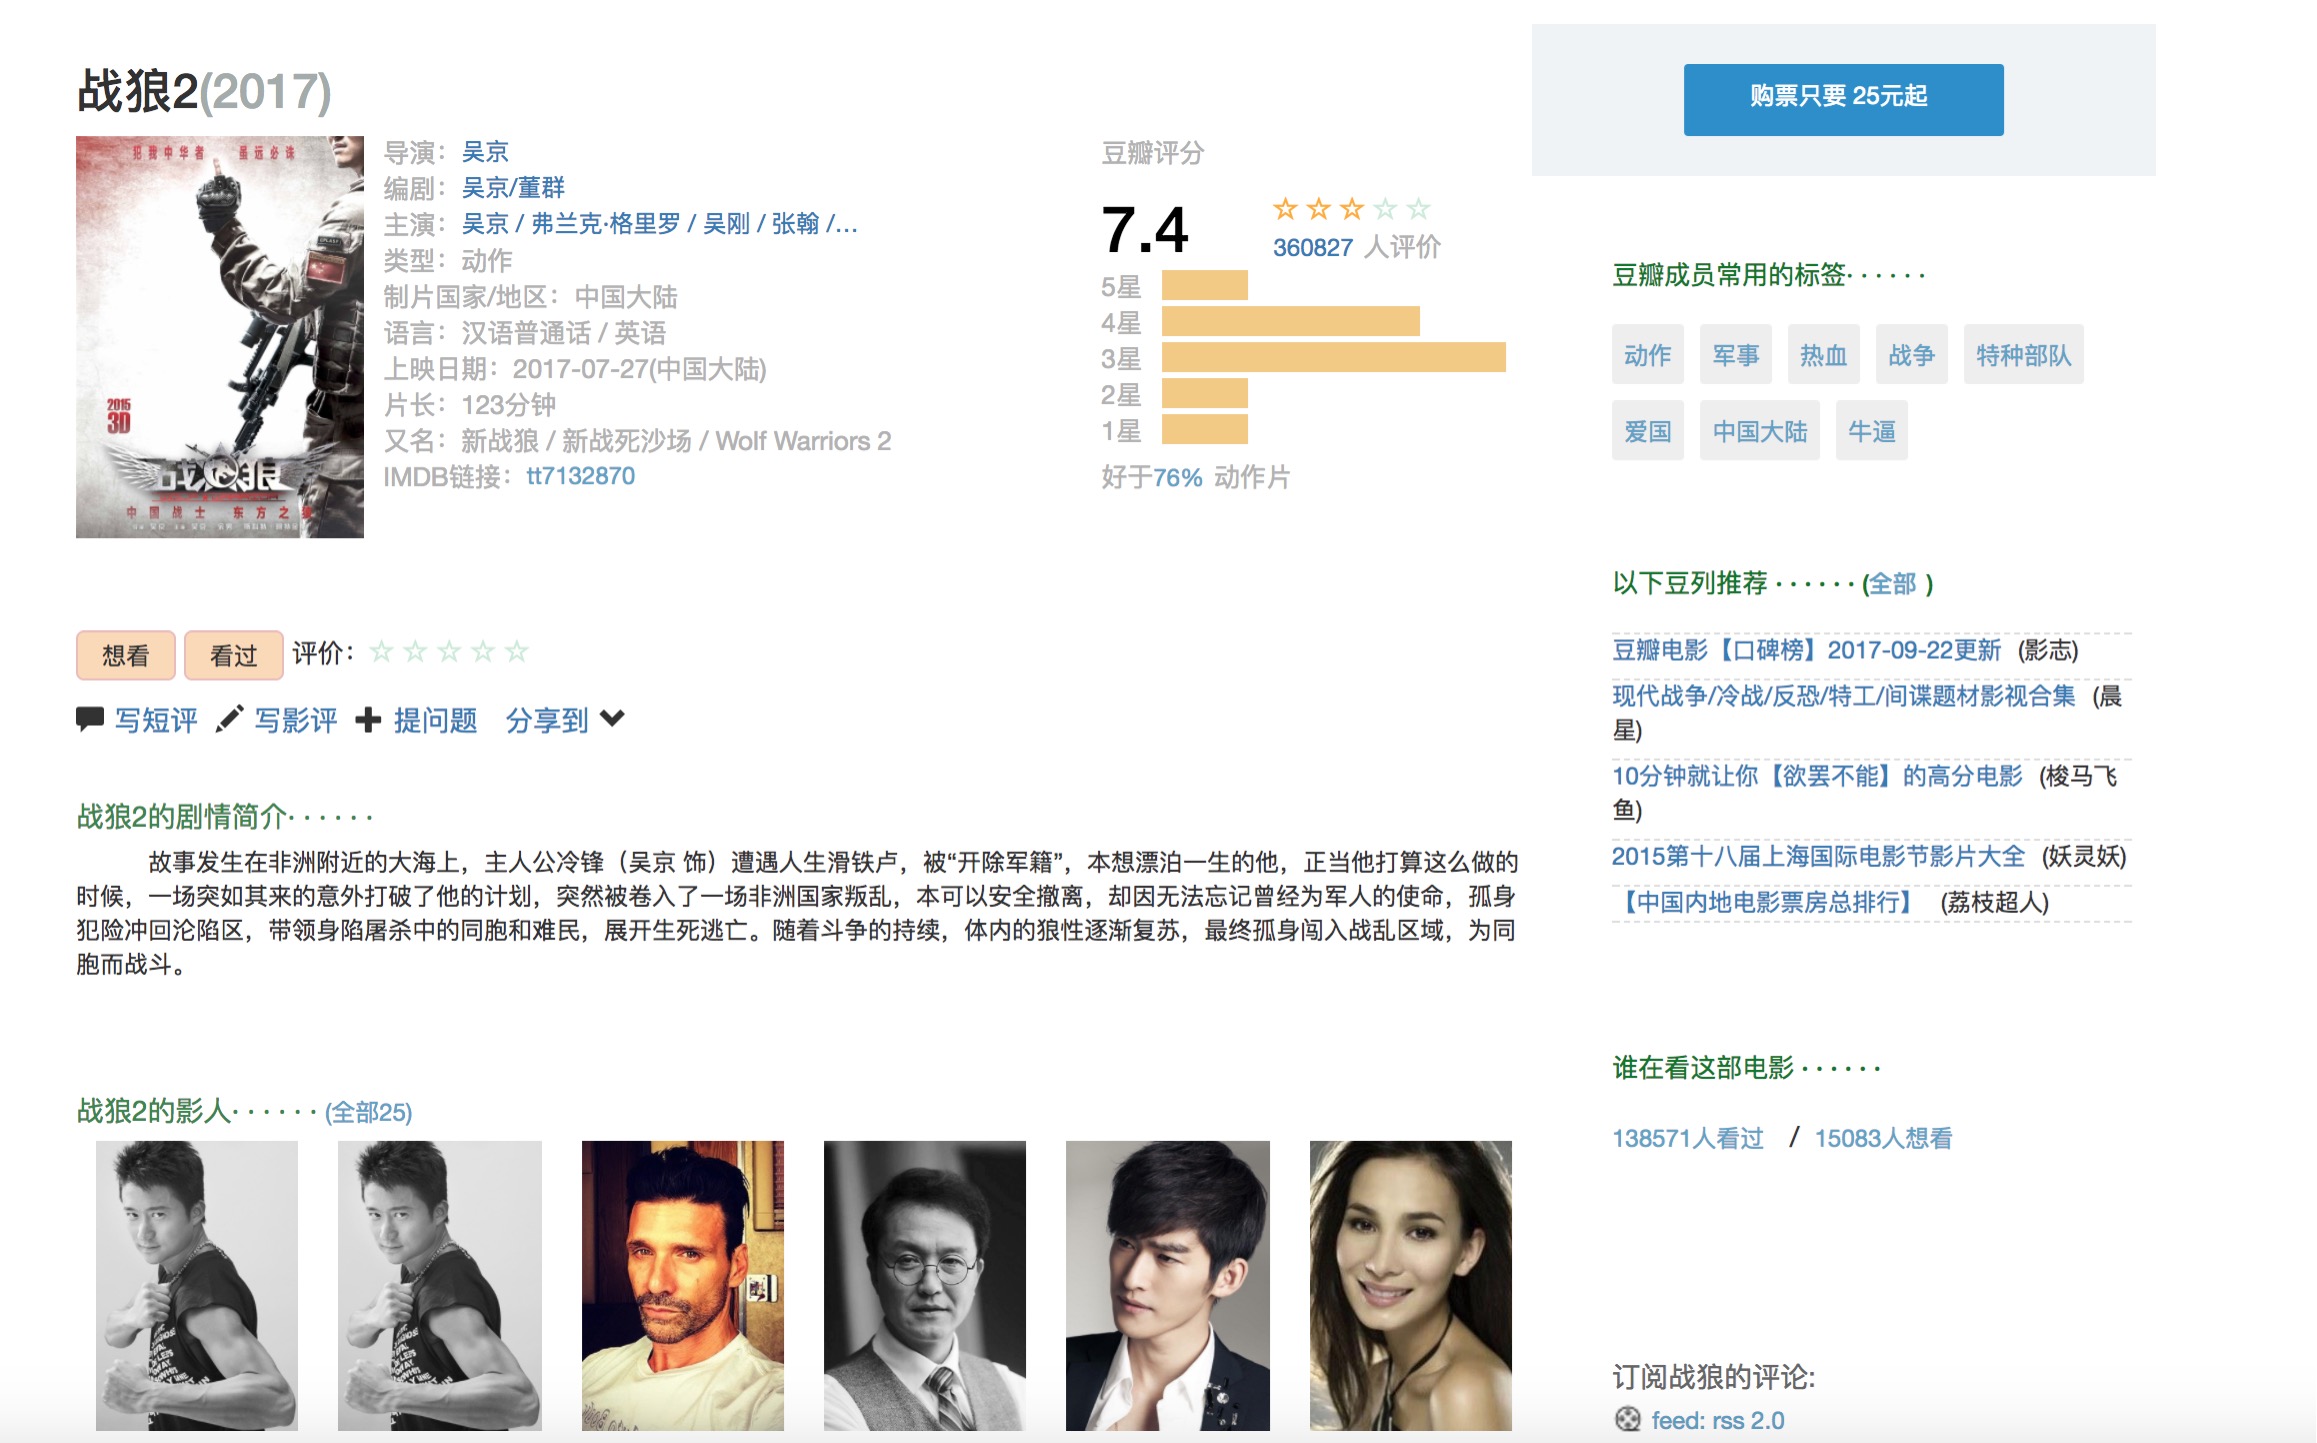 战狼2(2017)
犯我中华者 虽远必诛
2015
3D
战狼
中国战士 东方之
导演：吴京
编剧：吴京/董群
主演：吴京 / 弗兰克·格里罗 / 吴刚 / 张翰 /...
类型：动作
制片国家/地区：中国大陆
语言：汉语普通话 / 英语
上映日期：2017-07-27(中国大陆)
片长：123分钟
又名：新战狼 / 新战死沙场 / Wolf Warriors 2
IMDB链接：tt7132870
豆瓣评分
7.4
360827 人评价
5星
4星
3星
2星
1星
好于76% 动作片
想看 看过 评价：
写短评 写影评 提问题 分享到
战狼2的剧情简介······
故事发生在非洲附近的大海上，主人公冷锋（吴京 饰）遭遇人生滑铁卢，被“开除军籍”，本想漂泊一生的他，正当他打算这么做的
时候，一场突如其来的意外打破了他的计划，突然被卷入了一场非洲国家叛乱，本可以安全撤离，却因无法忘记曾经为军人的使命，孤身
犯险冲回沦陷区，带领身陷屠杀中的同胞和难民，展开生死逃亡。随着斗争的持续，体内的狼性逐渐复苏，最终孤身闯入战乱区域，为同
胞而战斗。
战狼2的影人······(全部25)
购票只要 25元起
豆瓣成员常用的标签······
动作 军事 热血 战争 特种部队
爱国 中国大陆 牛逼
以下豆列推荐 ······(全部 )
豆瓣电影【口碑榜】2017-09-22更新 (影志)
现代战争/冷战/反恐/特工/间谍题材影视合集 (晨
星)
10分钟就让你【欲罢不能】的高分电影 (梭马飞
鱼)
2015第十八届上海国际电影节影片大全 (妖灵妖)
【中国内地电影票房总排行】 (荔枝超人)
谁在看这部电影 ······
138571人看过 / 15083人想看
订阅战狼的评论:
feed: rss 2.0